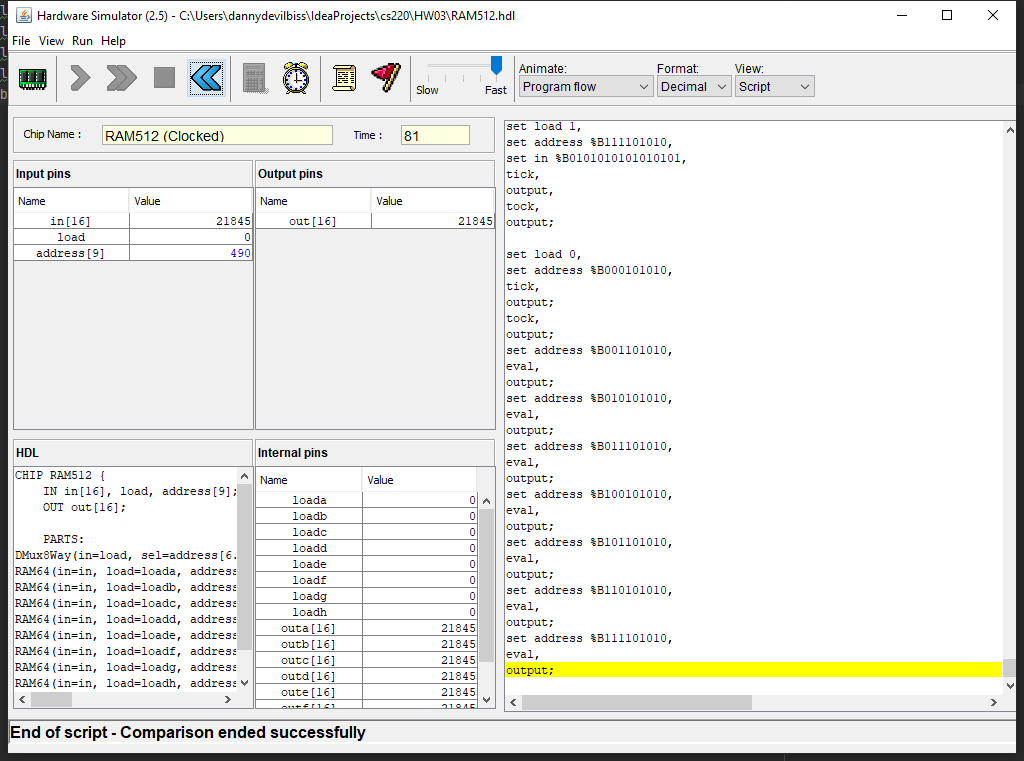 Hardware Simulator (2.5) - C:\Users\dannydevilbiss\IdeaProjects\cs220\HW03\RAM512.hdl
File View Run Help
Slow Fast
Animate: Format: View:
Program flow Decimal Script
Chip Name : RAM512 (Clocked) Time : 81
Input pins
Name Value
in[16] 21845
load 0
address[9] 490
Output pins
Name Value
out[16] 21845
HDL
CHIP RAM512 {
IN in[16], load, address[9];
OUT out[16];
PARTS:
DMux8Way(in=load, sel=address[6.
RAM64(in=in, load=loada, address
RAM64(in=in, load=loadb, address
RAM64(in=in, load=loadc, address
RAM64(in=in, load=loadd, address
RAM64(in=in, load=loade, address
RAM64(in=in, load=loadf, address
RAM64(in=in, load=loadg, address
RAM64(in=in, load=loadh, address
Internal pins
Name Value
loada 0
loadb 0
loadc 0
loadd 0
loade 0
loadf 0
loadg 0
loadh 0
outa[16] 21845
outb[16] 21845
outc[16] 21845
outd[16] 21845
oute[16] 21845
outf[16] 21845
set load 1,
set address %B111101010,
set in %B0101010101010101,
tick,
output,
tock,
output;
set load 0,
set address %B000101010,
tick,
output;
tock,
output;
set address %B001101010,
eval,
output;
set address %B010101010,
eval,
output;
set address %B011101010,
eval,
output;
set address %B100101010,
eval,
output;
set address %B101101010,
eval,
output;
set address %B110101010,
eval,
output;
set address %B111101010,
eval,
output;
End of script - Comparison ended successfully